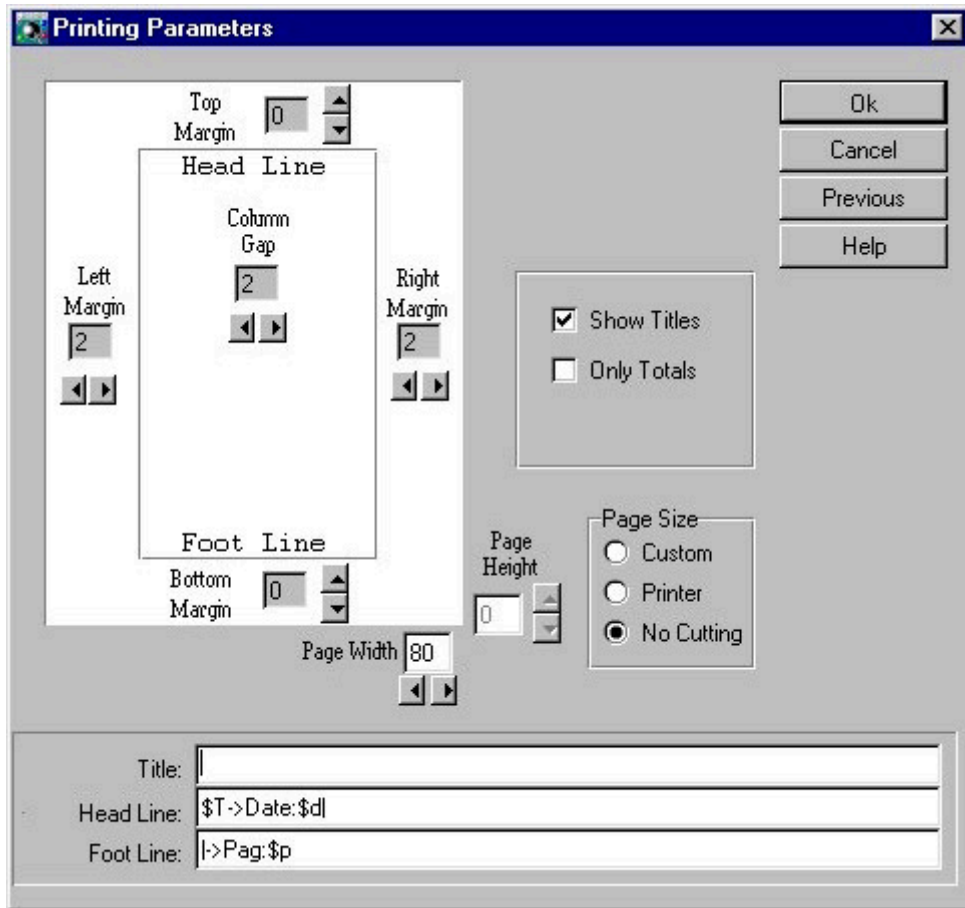 Printing Parameters
Top
Margin
0
Head Line
Column
Gap
2
Left
Margin
2
Right
Margin
2
Foot Line
Bottom
Margin
0
Page Width 80
Page
Height
0
Ok
Cancel
Previous
Help
Show Titles
Only Totals
Page Size
Custom
Printer
No Cutting
Title:
Head Line: $T->Date:$d|
Foot Line: |->Pag:$p